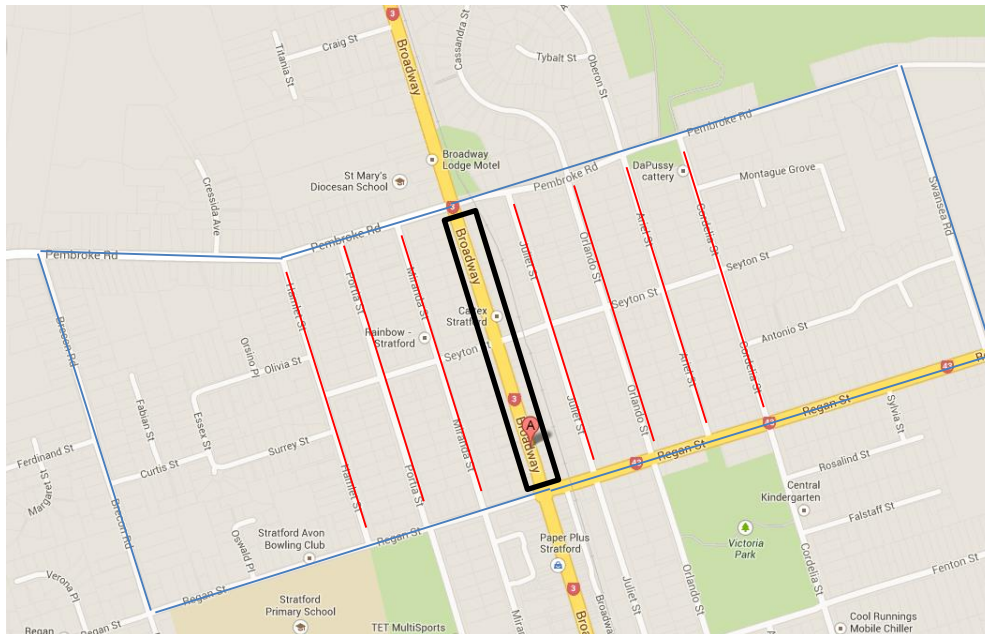 3
Craig St
Titania St
Broadway
Cassandra St
Tybalt St
Oberon St
Pembroke Rd
Broadway
Lodge Motel
St Mary's
Diocesan School
DaPussy
cattery
Montague Grove
Pembroke Rd
Cressida Ave
Swansea Rd
3
Pembroke Rd
Pembroke Rd
Broadway
Juliet St
Orlando St
Ariel St
Cordelia St
Seyton St
Hamlet St
Portia St
Miranda St
Seyton St
Caltex
Stratford
Brecon Rd
Rainbow -
Stratford
Antonio St
Orsino Pl
Olivia St
Seyton St
Ariel St
Cordelia St
43
3
Fabian St
Essex St
Surrey St
Miranda St
A
Broadway
Juliet St
Orlando St
Regan St
43
Sylvia St
Ferdinand St
Curtis St
Margaret St
Hamlet St
Portia St
43
Regan St
Rosalind St
Central
Kindergarten
Brecon Rd
Stratford Avon
Bowling Club
Oswald Pl
Regan St
Falstaff St
Paper Plus
Stratford
Victoria
Park
Verona Pl
Regan St
Stratford
Primary School
3
Juliet St
Orlando St
Cordelia St
Fenton St
Regan
Regan St
TET MultiSports
Cool Runnings
Mobile Chiller